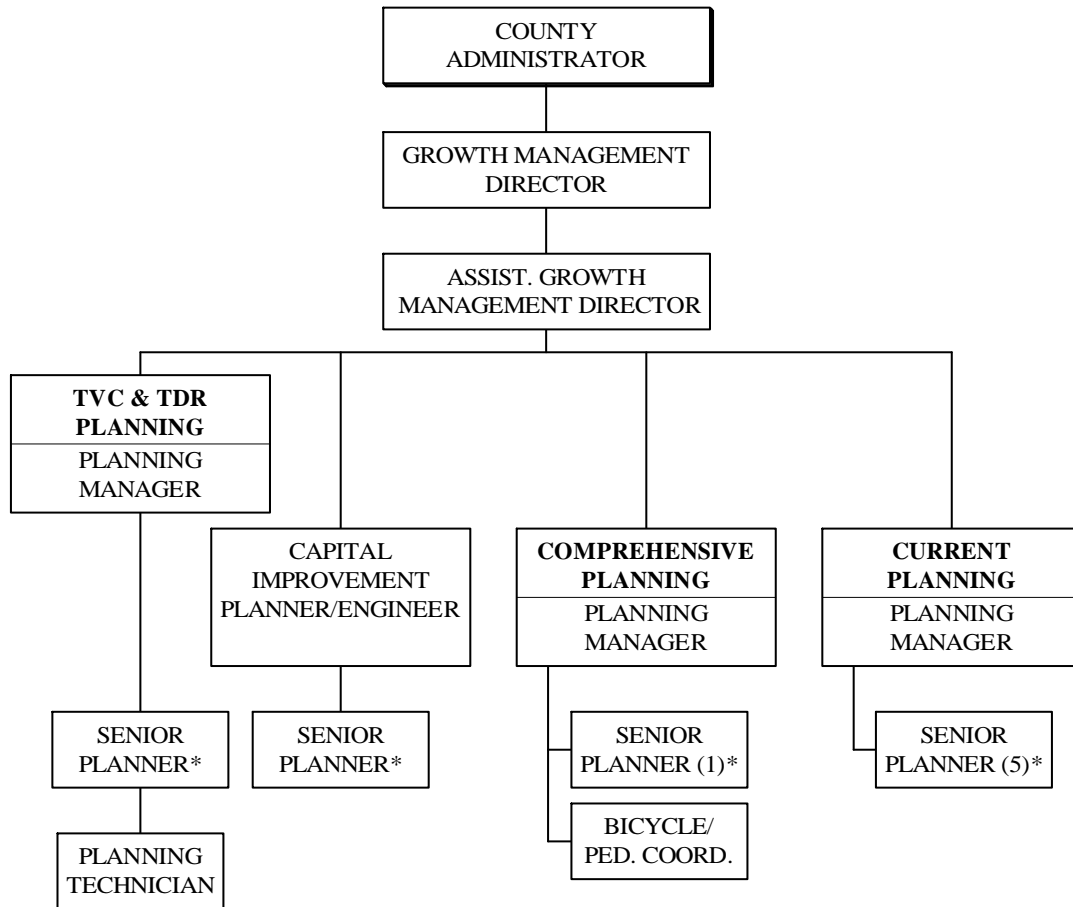 COUNTY
ADMINISTRATOR
GROWTH MANAGEMENT
DIRECTOR
ASSIST. GROWTH
MANAGEMENT DIRECTOR
TVC & TDR
PLANNING
PLANNING
MANAGER
CAPITAL
IMPROVEMENT
PLANNER/ENGINEER
COMPREHENSIVE
PLANNING
PLANNING
MANAGER
CURRENT
PLANNING
PLANNING
MANAGER
SENIOR
PLANNER*
SENIOR
PLANNER*
SENIOR
PLANNER (1)*
SENIOR
PLANNER (5)*
PLANNING
TECHNICIAN
BICYCLE/
PED. COORD.